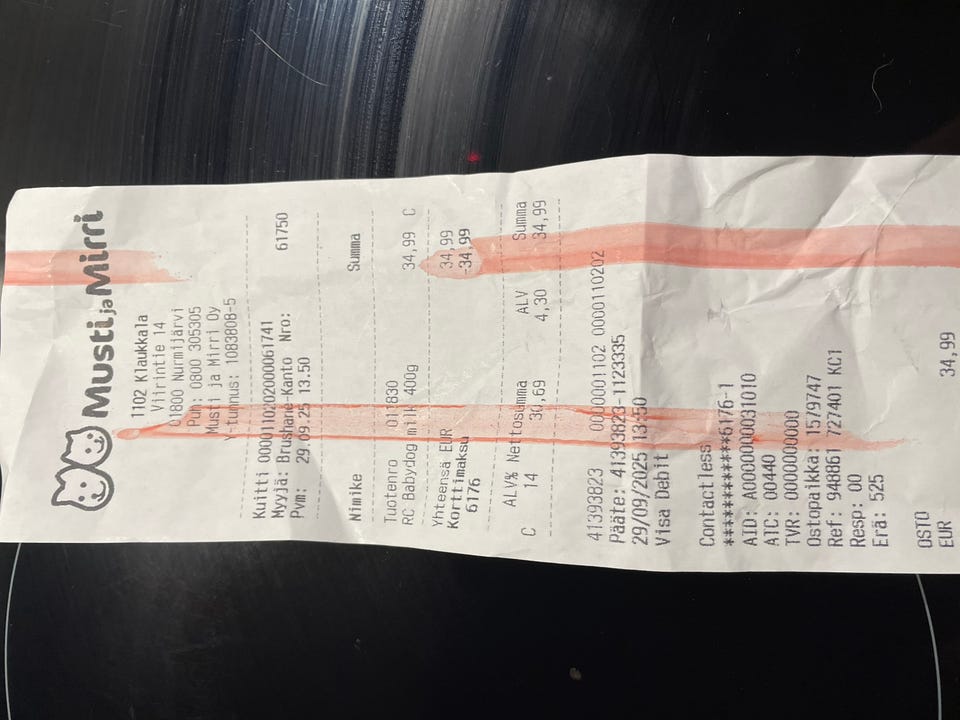 Musti ja Mirri
1102 Klaukkala
Viirintie 14
01800 Nurmijärvi
Puh: 0800 305305
Musti ja Mirri Oy
Y-tunnus: 1083808-5
Kuitti 00001102020000061741
Myyjä: Brushane-Kanto Nro: 61750
Pvm: 29.09.25 13.50
Nimike Summa
Tuotenro 011830
RC Babydog milk 400g 34,99 C
Yhteensä EUR 34,99
Korttimaksu -34,99
6176
ALV% Nettosumma ALV Summa
C 14 30,69 4,30 34,99
41393823 0000001102 0000110202
Pääte: 41393823-1123335
29/09/2025 13:50
Visa Debit
Contactless
************6176-1
AID: A0000000031010
ATC: 00440
TVR: 0000000000
Ostopaikka: 1579747
Ref: 948861 727401 KC1
Resp: 00
Erä: 525
OSTO
EUR 34,99